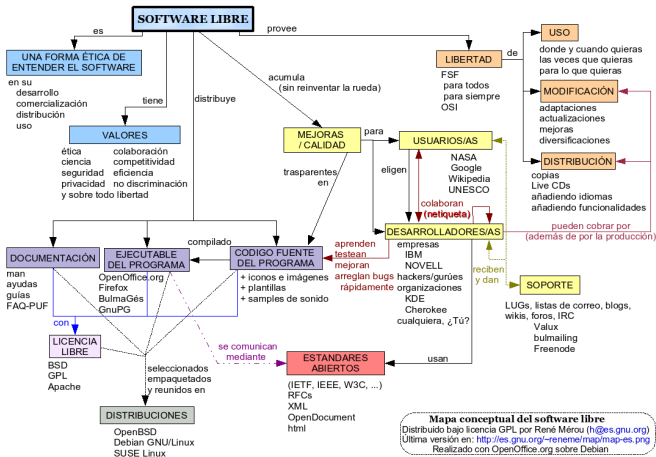 SOFTWARE LIBRE
es
provee
UNA FORMA ÉTICA DE
ENTENDER EL SOFTWARE
en su
desarrollo
comercialización
distribución
uso
tiene
distribuye
acumula
(sin reinventar la rueda)
LIBERTAD
FSF
para todos
para siempre
OSI
de
USO
donde y cuando quieras
las veces que quieras
para lo que quieras
MODIFICACIÓN
adaptaciones
actualizaciones
mejoras
diversificaciones
DISTRIBUCIÓN
copias
Live CDs
añadiendo idiomas
añadiendo funcionalidades
VALORES
ética
ciencia
seguridad
privacidad
colaboración
competitividad
eficiencia
no discriminación
y sobre todo libertad
MEJORAS
/ CALIDAD
para
trasparentes
en
USUARIOS/AS
NASA
Google
Wikipedia
UNESCO
eligen
colaboran
(netiqueta)
DESARROLLADORES/AS
empresas
IBM
NOVELL
hackers/gurúes
organizaciones
KDE
Cherokee
cualquiera, ¿Tú?
pueden cobrar por
(además de por la producción)
reciben
y dan
SOPORTE
LUGs, listas de correo, blogs,
wikis, foros, IRC
Valux
bulmailing
Freenode
DOCUMENTACIÓN
man
ayudas
guías
FAQ-PUF
EJECUTABLE
DEL PROGRAMA
OpenOffice.org
Firefox
BulmaGés
GnuPG
compilado
CODIGO FUENTE
DEL PROGRAMA
+ iconos e imágenes
+ plantillas
+ samples de sonido
aprenden
testean
mejoran
arreglan bugs
rápidamente
con
LICENCIA
LIBRE
BSD
GPL
Apache
seleccionados
empaquetados
y reunidos en
se comunican
mediante
ESTANDARES
ABIERTOS
(IETF, IEEE, W3C, ...)
RFCs
XML
OpenDocument
html
usan
DISTRIBUCIONES
OpenBSD
Debian GNU/Linux
SUSE Linux
Mapa conceptual del software libre
Distribuido bajo licencia GPL por René Mérou (h@es.gnu.org)
Última versión en: http://es.gnu.org/~reneme/map/map-es.png
Realizado con OpenOffice.org sobre Debian